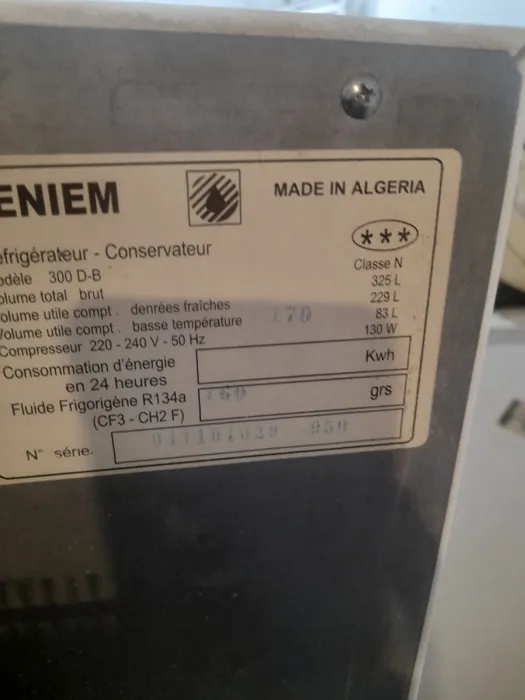 ENIEM
MADE IN ALGERIA
***
éfrigérateur - Conservateur
Classe N
odèle 300 D-B
325 L
olume total brut
229 L
olume utile compt . denrées fraîches
83 L
Volume utile compt. basse température
130 W
Compresseur 220 - 240 V - 50 Hz
Consommation d'énergie
Kwh
en 24 heures
Fluide Frigorigène R134a
grs
(CF3 - CH2 F)
N° série.